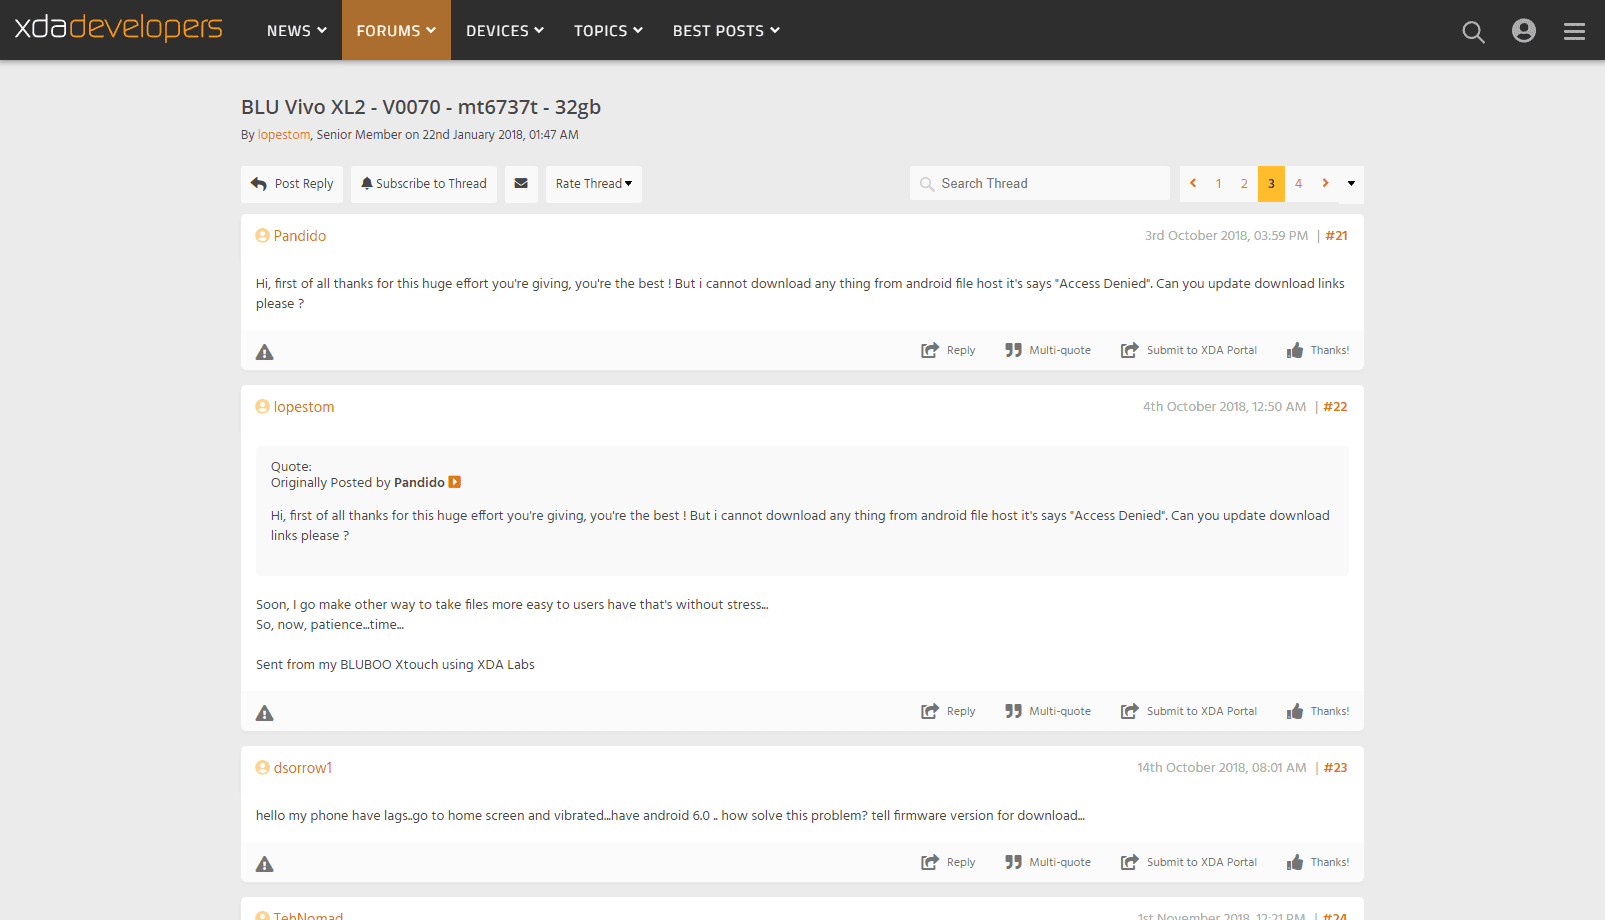 xdadevelopers
NEWS FORUMS DEVICES TOPICS BEST POSTS
BLU Vivo XL2 - V0070 - mt6737t - 32gb
By lopestom, Senior Member on 22nd January 2018, 01:47 AM
Post Reply Subscribe to Thread Rate Thread Search Thread 1 2 3 4
Pandido 3rd October 2018, 03:59 PM | #21
Hi, first of all thanks for this huge effort you're giving, you're the best ! But i cannot download any thing from android file host it's says "Access Denied". Can you update download links
please ?
Reply Multi-quote Submit to XDA Portal Thanks!
lopestom 4th October 2018, 12:50 AM | #22
Quote:
Originally Posted by Pandido
Hi, first of all thanks for this huge effort you're giving, you're the best ! But i cannot download any thing from android file host it's says "Access Denied". Can you update download
links please ?
Soon, I go make other way to take files more easy to users have that's without stress...
So, now, patience...time...
Sent from my BLUBOO Xtouch using XDA Labs
Reply Multi-quote Submit to XDA Portal Thanks!
dsorrow1 14th October 2018, 08:01 AM | #23
hello my phone have lags..go to home screen and vibrated...have android 6.0 .. how solve this problem? tell firmware version for download...
Reply Multi-quote Submit to XDA Portal Thanks!
TehNomad 1st November 2018, 12:21 PM | #24